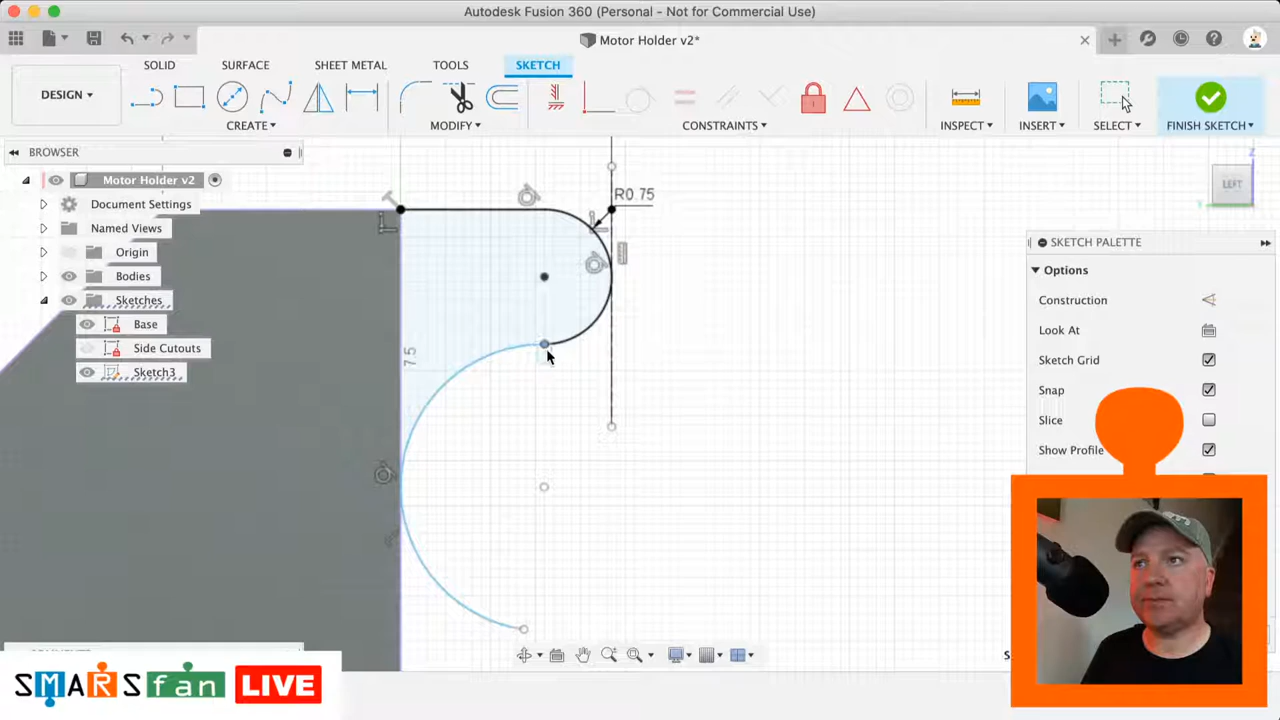 Autodesk Fusion 360 (Personal - Not for Commercial Use)
Motor Holder v2*
SOLID SURFACE SHEET METAL TOOLS SKETCH
DESIGN
CREATE MODIFY CONSTRAINTS INSPECT INSERT SELECT FINISH SKETCH
BROWSER
Motor Holder v2
Document Settings
Named Views
Origin
Bodies
Sketches
Base
Side Cutouts
Sketch3
R0.75
7.5
Z
LEFT
SKETCH PALETTE
Options
Construction
Look At
Sketch Grid
Snap
Slice
Show Profile
SMARSfan LIVE